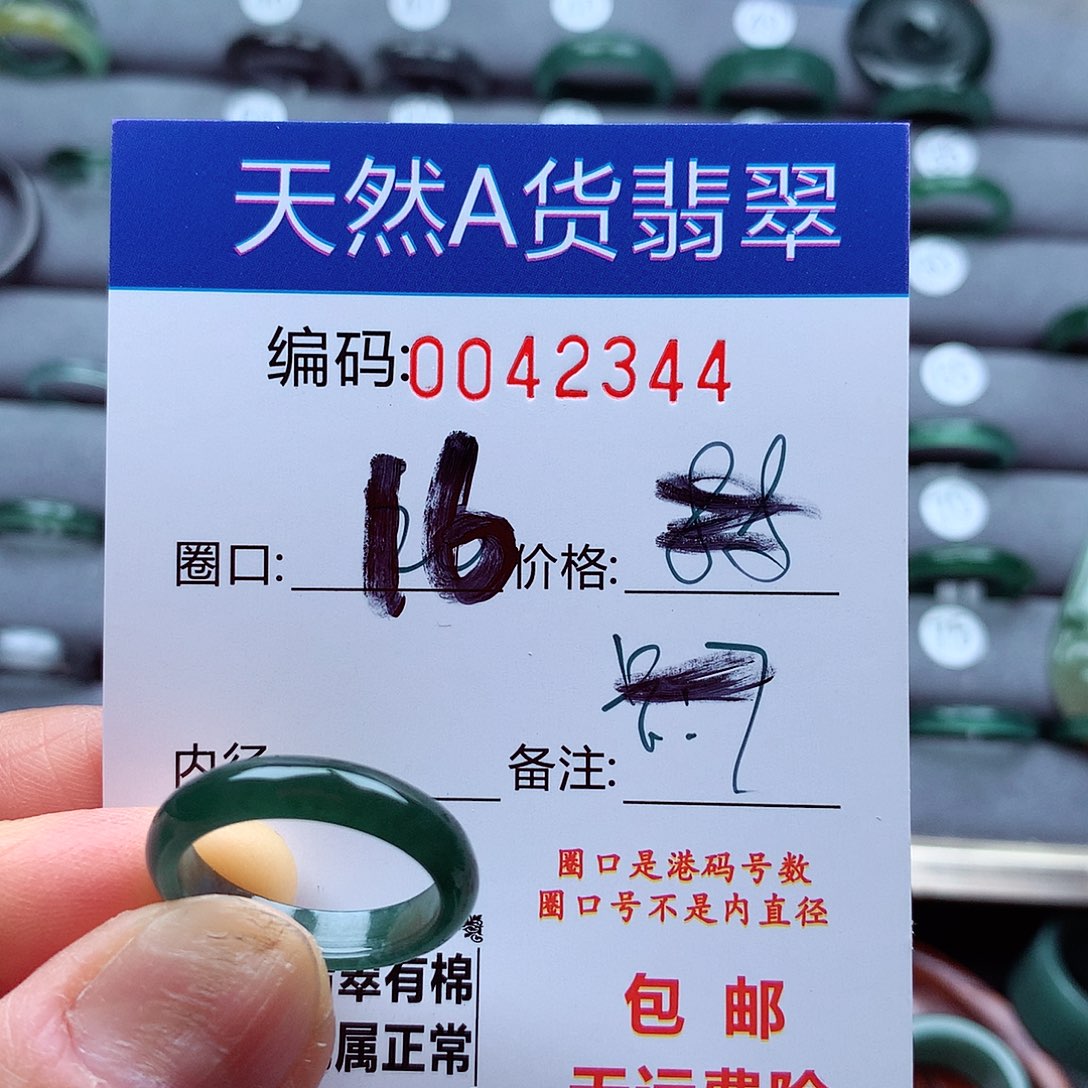 天然A货翡翠
编码:0042344
圈口: 16 价格: 88
备注:
圈口是港码号数
圈口号不是内直径
翠有棉
属正常
包邮